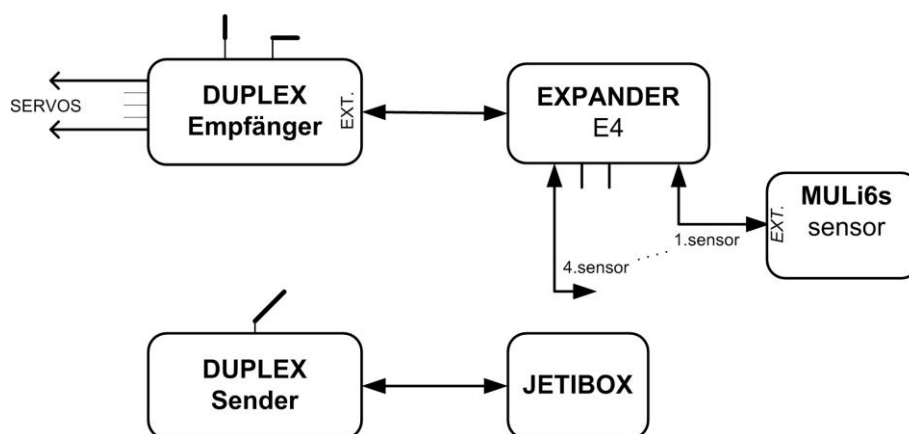 DUPLEX
Empfänger
EXT.
SERVOS
EXPANDER
E4
MULi6s
sensor
EXT.
1.sensor
4.sensor
DUPLEX
Sender
JETIBOX